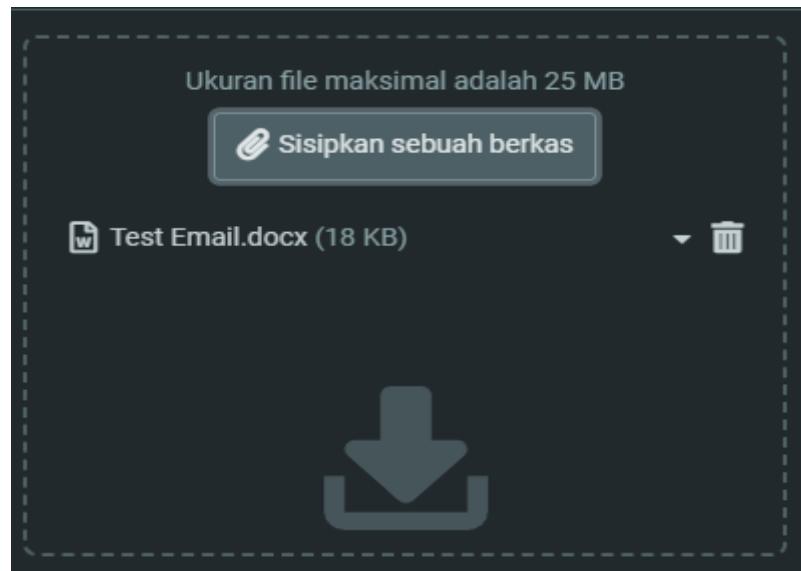 Ukuran file maksimal adalah 25 MB
Sisipkan sebuah berkas
Test Email.docx (18 KB)